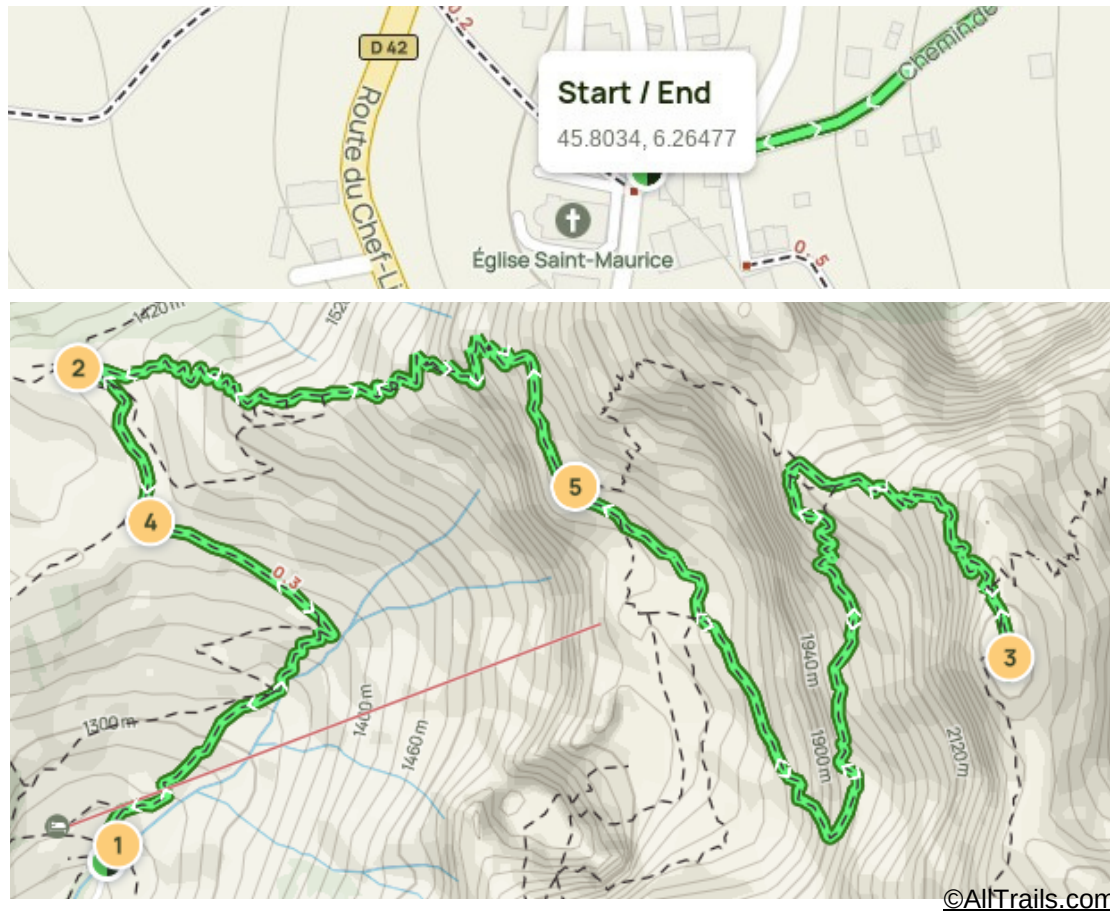 0.2
D 42
Chemin de
Start / End
45.8034, 6.26477
Route du Chef-Li
Église Saint-Maurice
0.5
1420 m
152
2
5
4
0.3
3
1940 m
1300 m
1460 m
1460 m
1900 m
2120 m
1
©AllTrails.com